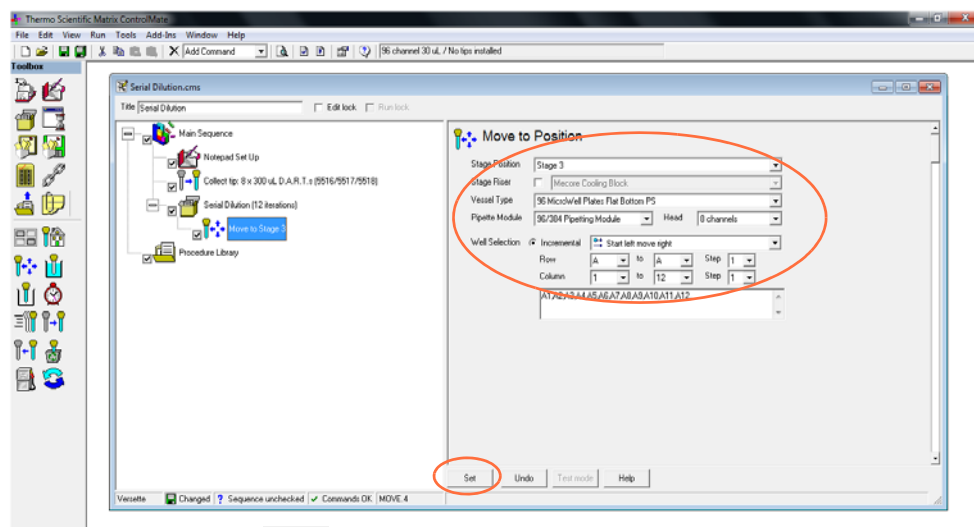 Thermo Scientific Matrix ControlMate
File Edit View Run Tools Add-Ins Window Help
Add Command 96 channel 30 uL / No tips installed
Toolbox
Serial Dilution.cms
Title Serial Dilution Edit lock Run lock
Main Sequence
Notepad Set Up
Collect tip: 8 x 300 uL D.A.R.T.s (5516/5517/5518)
Serial Dilution (12 iterations)
Move to Stage 3
Procedure Library
Move to Position
Stage Position Stage 3
Stage Riser Mecore Cooling Block
Vessel Type 96 MicroWell Plates Flat Bottom PS
Pipette Module 96/384 Pipetting Module Head 8 channels
Well Selection Incremental Start left move right
Row A to A Step 1
Column 1 to 12 Step 1
A1,A2,A3,A4,A5,A6,A7,A8,A9,A10,A11,A12
Set Undo Test mode Help
Versette Changed ? Sequence unchecked Commands OK MOVE.4